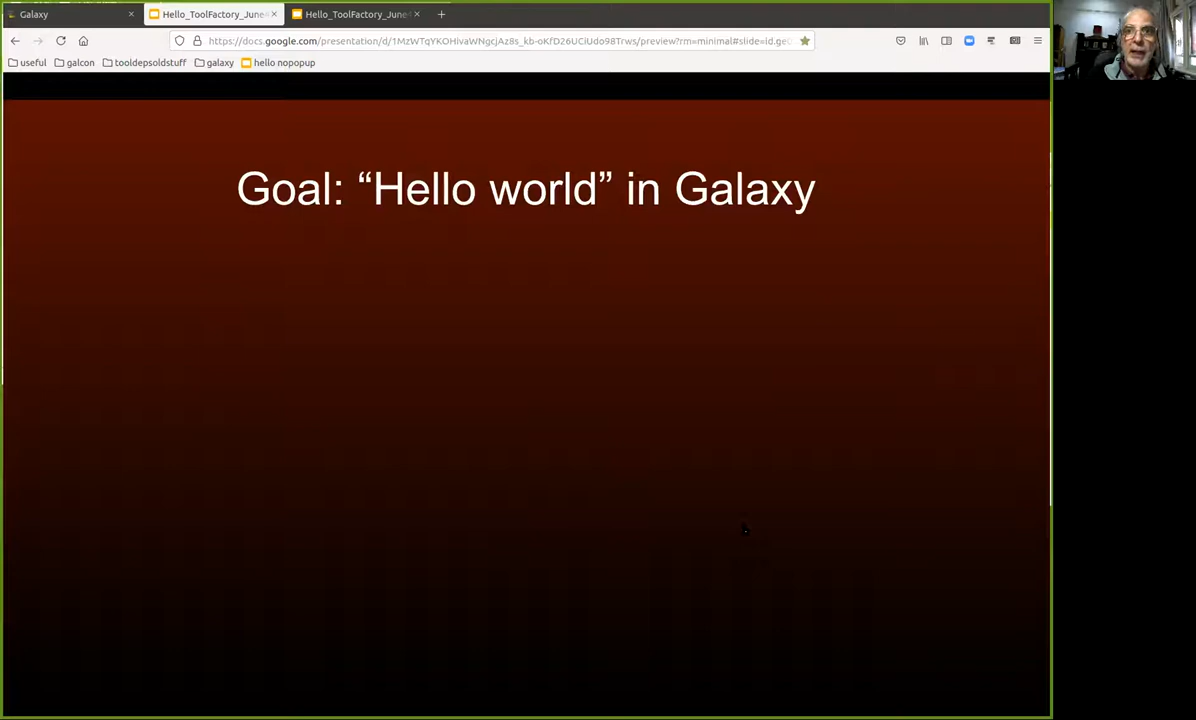 Galaxy
Hello_ToolFactory_June
Hello_ToolFactory_June
https://docs.google.com/presentation/d/1MzWTqYKOHivaWNgcjAz8s_kb-oKfD26UCiUdo98Trws/preview?rm=minimal#slide=id.ge0
useful
galcon
tooldepsoldstuff
galaxy
hello nopopup
Goal: “Hello world” in Galaxy